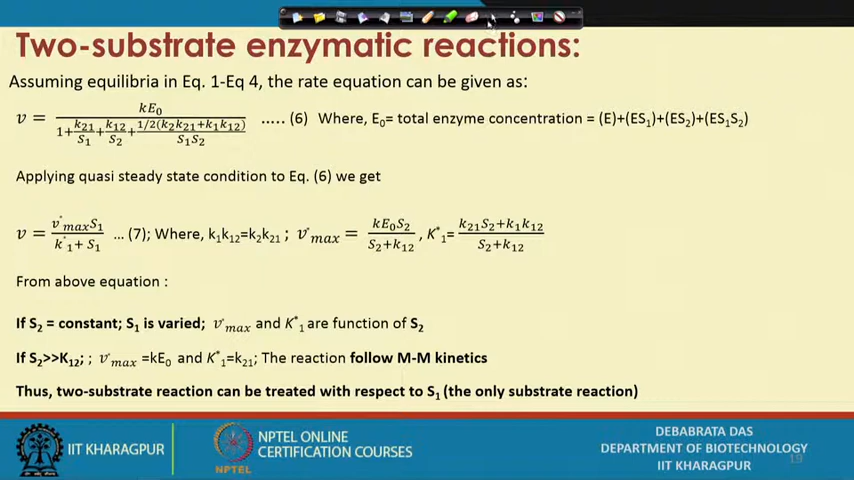 Two-substrate enzymatic reactions:
Assuming equilibria in Eq. 1-Eq 4, the rate equation can be given as:
v = kE₀ / (1 + k₂₁/S₁ + k₁₂/S₂ + 1/2(k₂k₂₁+k₁k₁₂)/S₁S₂) ..... (6) Where, E₀= total enzyme concentration = (E)+(ES₁)+(ES₂)+(ES₁S₂)
Applying quasi steady state condition to Eq. (6) we get
v = v*max S₁ / (k*₁ + S₁) ... (7); Where, k₁k₁₂=k₂k₂₁ ; v*max = kE₀S₂ / (S₂+k₁₂) , K*₁= (k₂₁S₂+k₁k₁₂) / (S₂+k₁₂)
From above equation :
If S₂ = constant; S₁ is varied; v*max and K*₁ are function of S₂
If S₂>>K₁₂; ; v*max =kE₀ and K*₁=k₂₁; The reaction follow M-M kinetics
Thus, two-substrate reaction can be treated with respect to S₁ (the only substrate reaction)
IIT KHARAGPUR
NPTEL
NPTEL ONLINE
CERTIFICATION COURSES
DEBABRATA DAS
DEPARTMENT OF BIOTECHNOLOGY
IIT KHARAGPUR
19